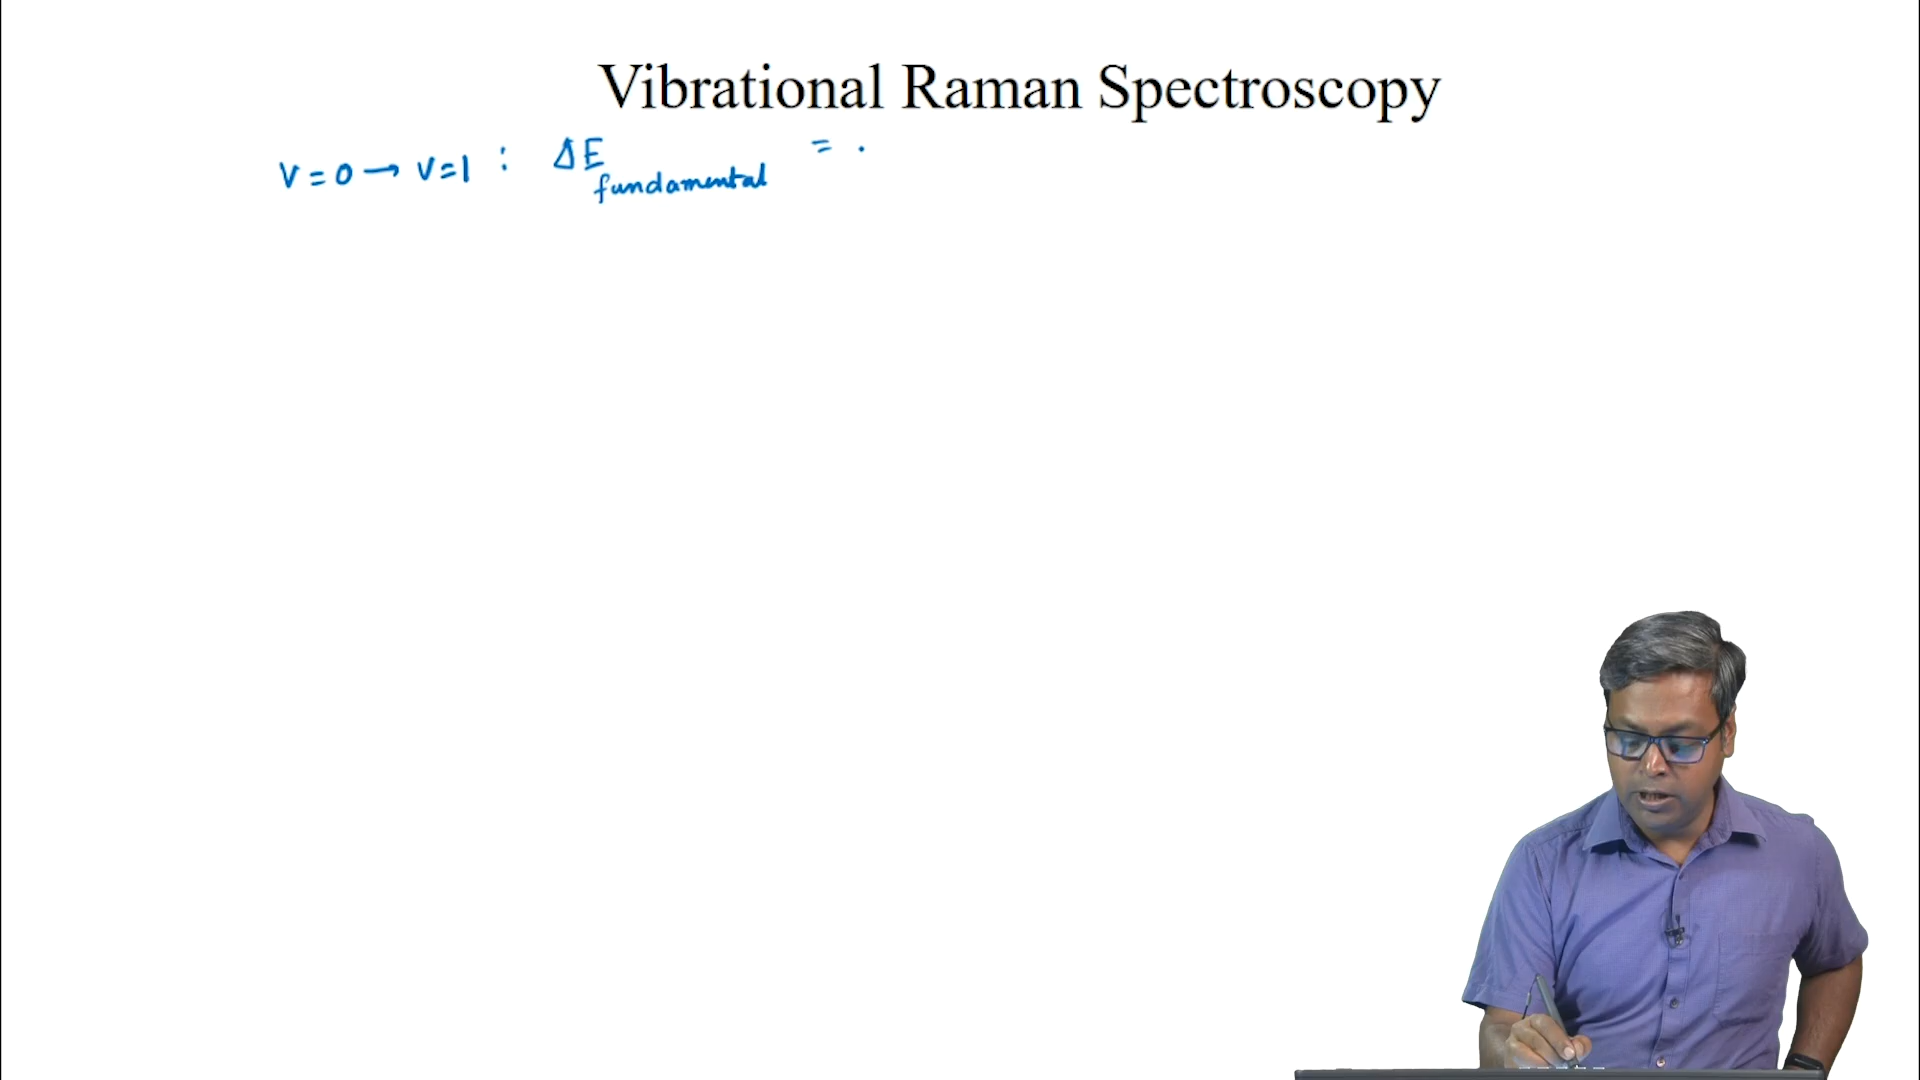 Vibrational Raman Spectroscopy
v = 0 → v = 1 : ΔE fundamental = .